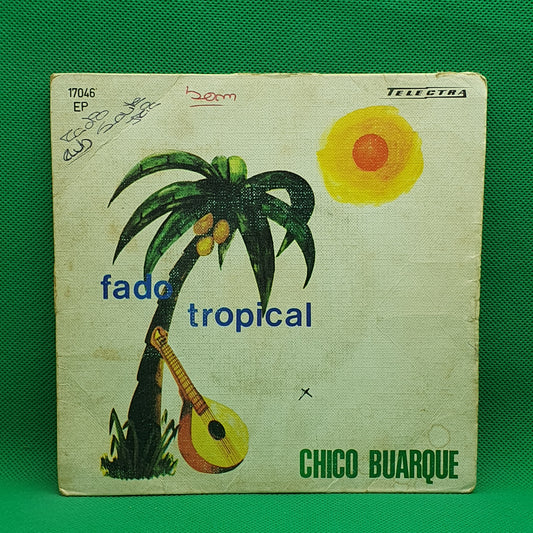 17046
EP
bom
TELECTRA
fado
tropical
CHICO BUARQUE